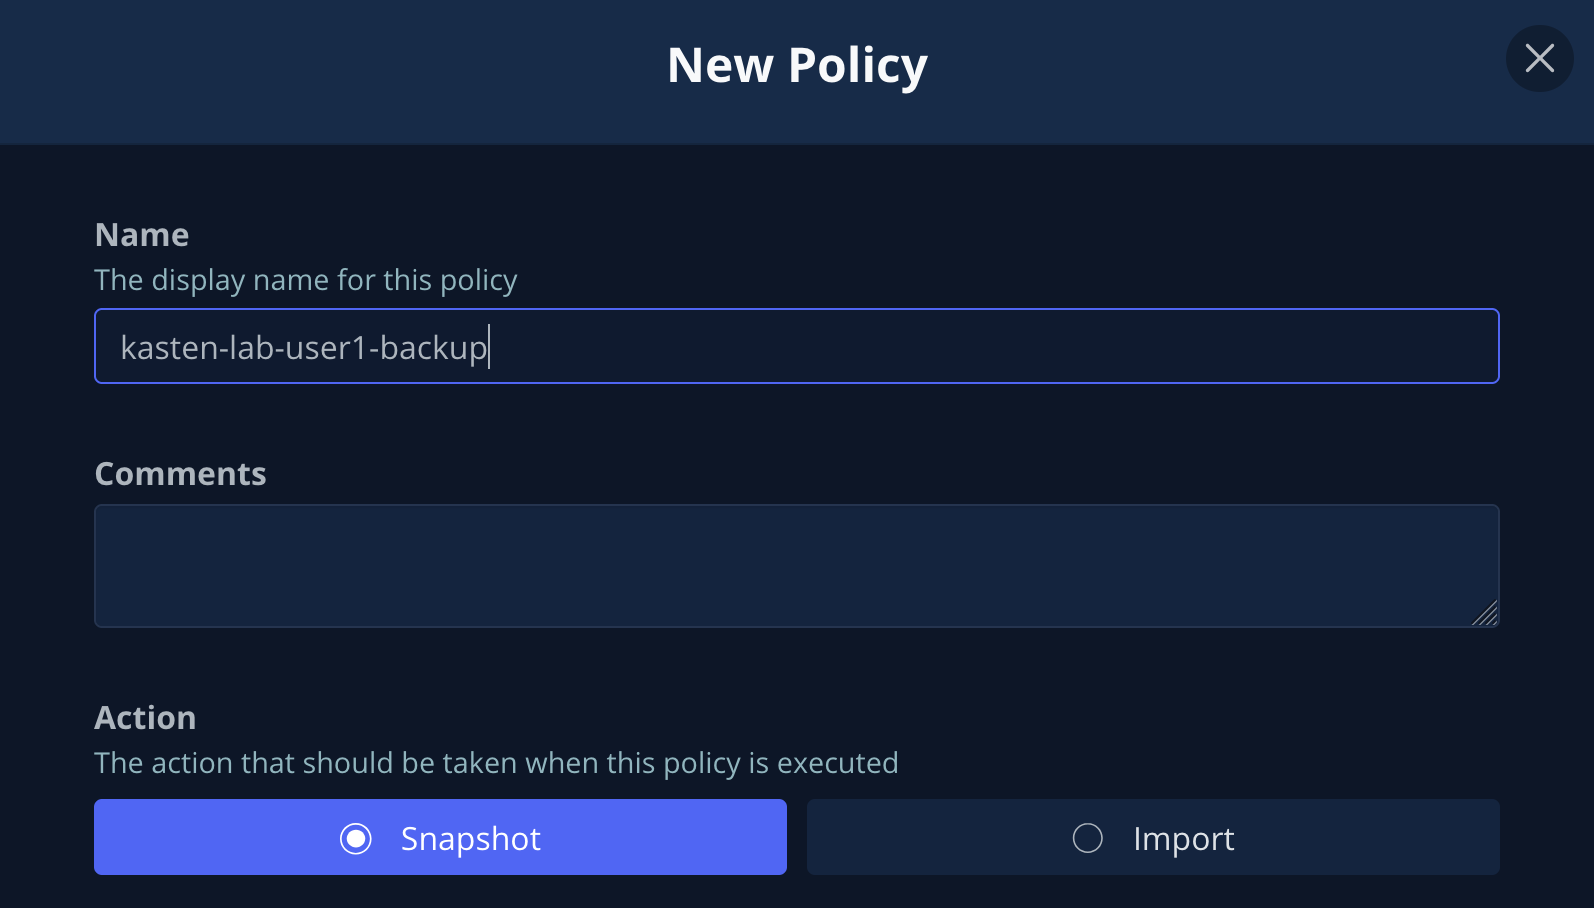 New Policy
Name
The display name for this policy
kasten-lab-user1-backup
Comments
Action
The action that should be taken when this policy is executed
Snapshot
Import